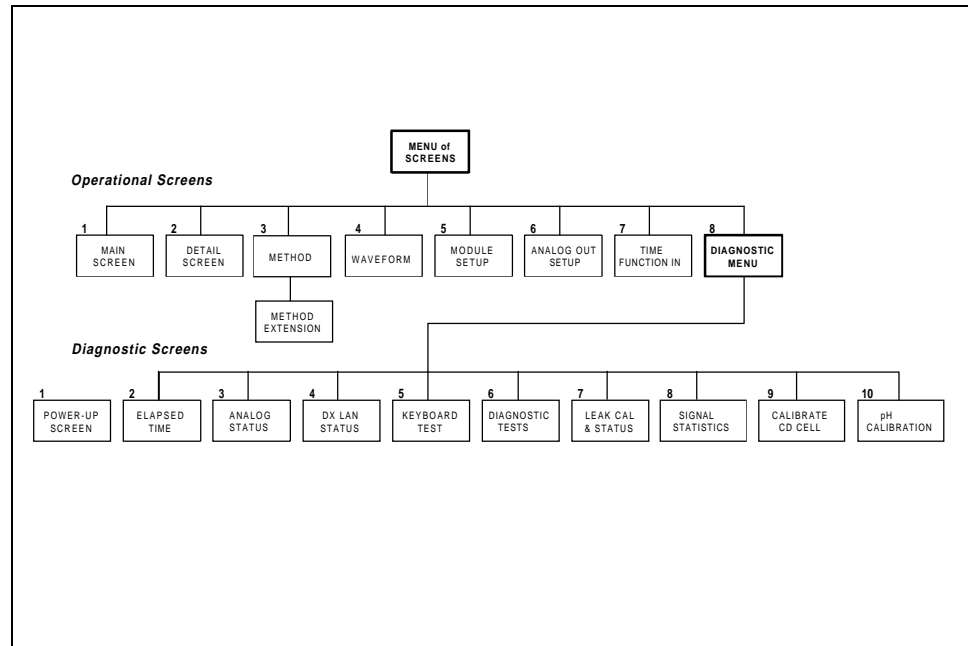 MENU of
SCREENS
Operational Screens
1 2 3 4 5 6 7 8
MAIN
SCREEN
DETAIL
SCREEN
METHOD
WAVEFORM
MODULE
SETUP
ANALOG OUT
SETUP
TIME
FUNCTION IN
DIAGNOSTIC
MENU
METHOD
EXTENSION
Diagnostic Screens
1 2 3 4 5 6 7 8 9 10
POWER-UP
SCREEN
ELAPSED
TIME
ANALOG
STATUS
DX LAN
STATUS
KEYBOARD
TEST
DIAGNOSTIC
TESTS
LEAK CAL
& STATUS
SIGNAL
STATISTICS
CALIBRATE
CD CELL
pH
CALIBRATION